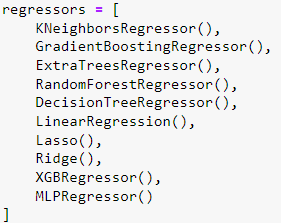 regressors = [
    KNeighborsRegressor(),
    GradientBoostingRegressor(),
    ExtraTreesRegressor(),
    RandomForestRegressor(),
    DecisionTreeRegressor(),
    LinearRegression(),
    Lasso(),
    Ridge(),
    XGBRegressor(),
    MLPRegressor()
]